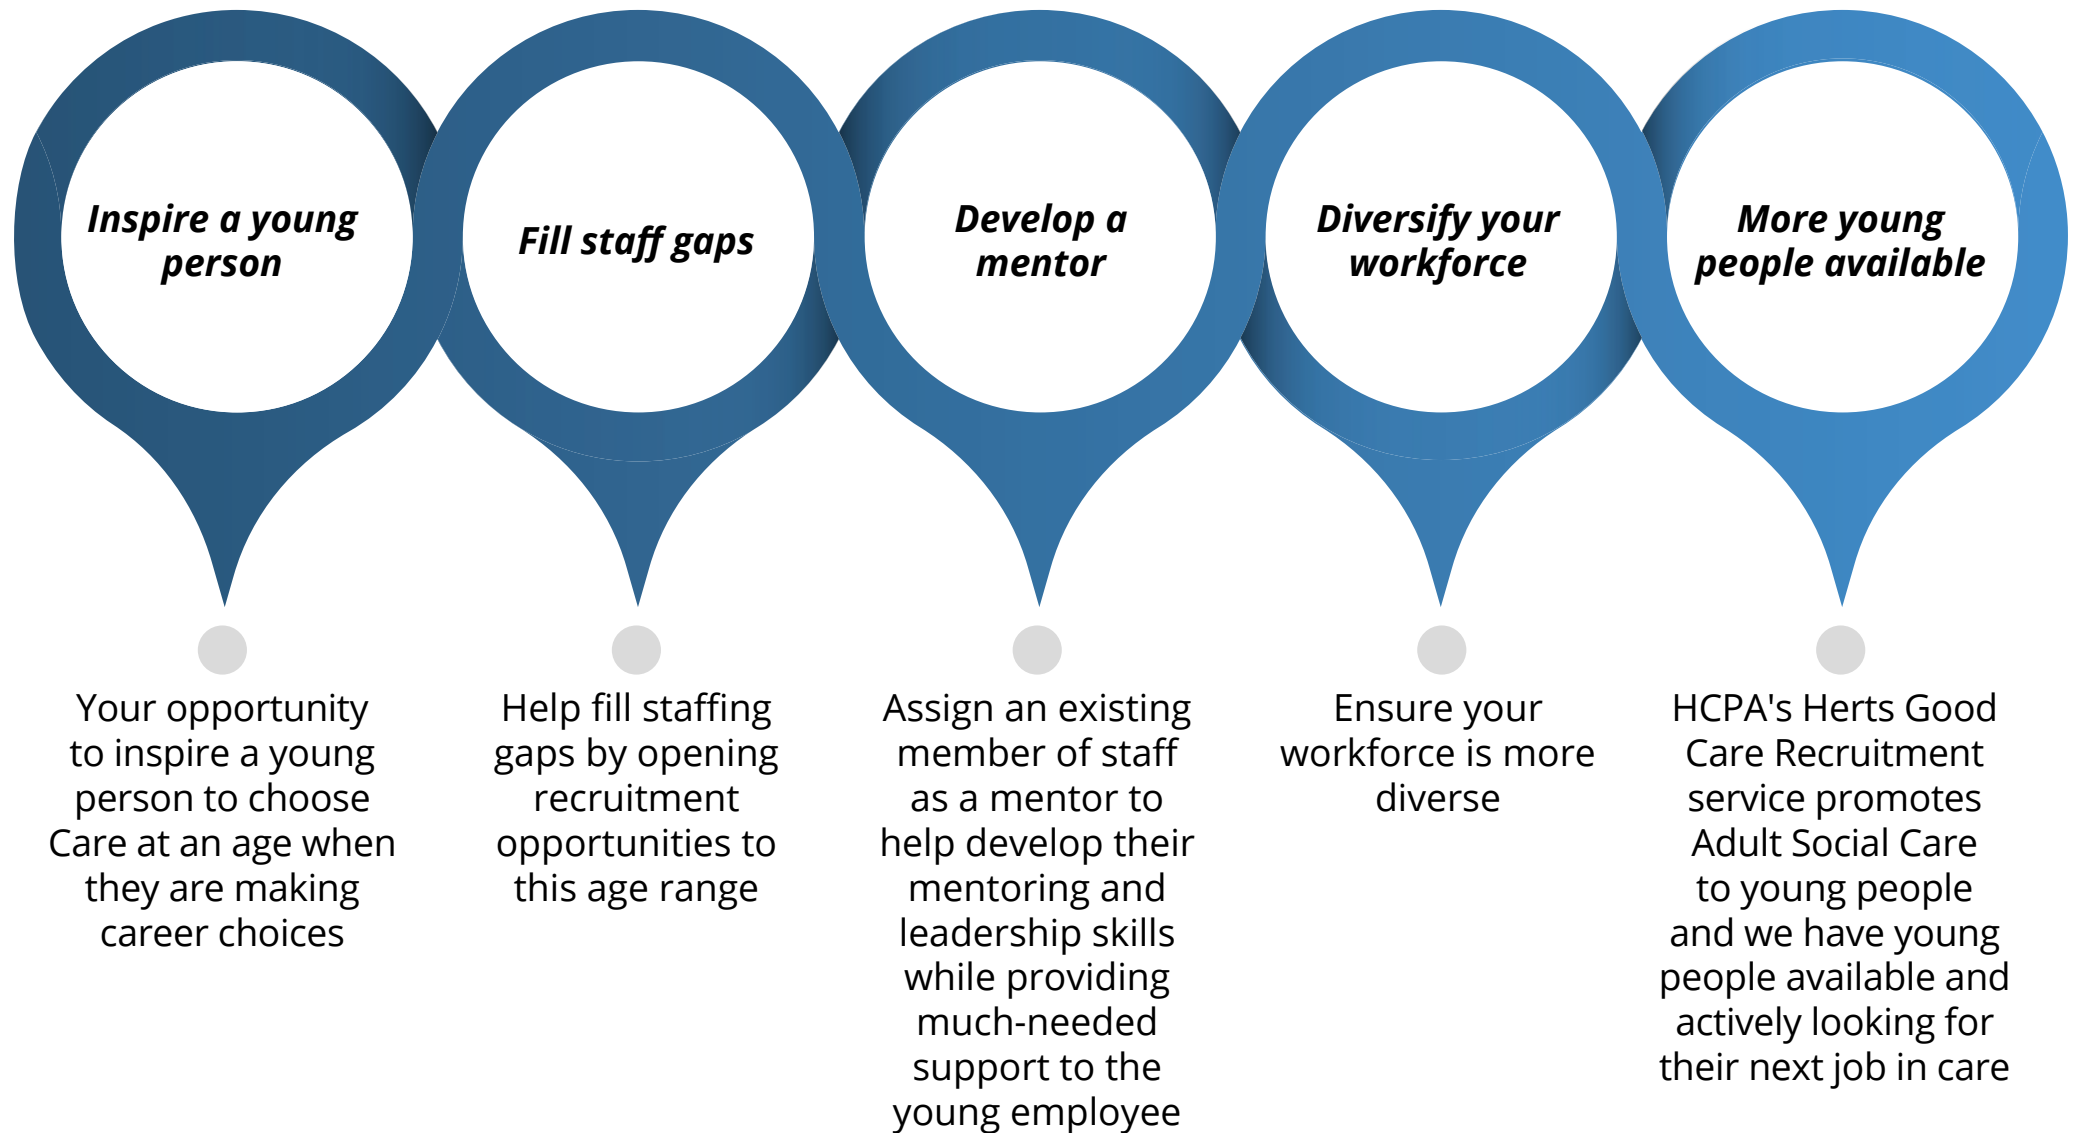 Inspire a young
person
Your opportunity
to inspire a young
person to choose
Care at an age when
they are making
career choices
Fill staff gaps
Help fill staffing
gaps by opening
recruitment
opportunities to
this age range
Develop a
mentor
Assign an existing
member of staff
as a mentor to
help develop their
mentoring and
leadership skills
while providing
much-needed
support to the
young employee
Diversify your
workforce
Ensure your
workforce is more
diverse
More young
people available
HCPA's Herts Good
Care Recruitment
service promotes
Adult Social Care
to young people
and we have young
people available and
actively looking for
their next job in care